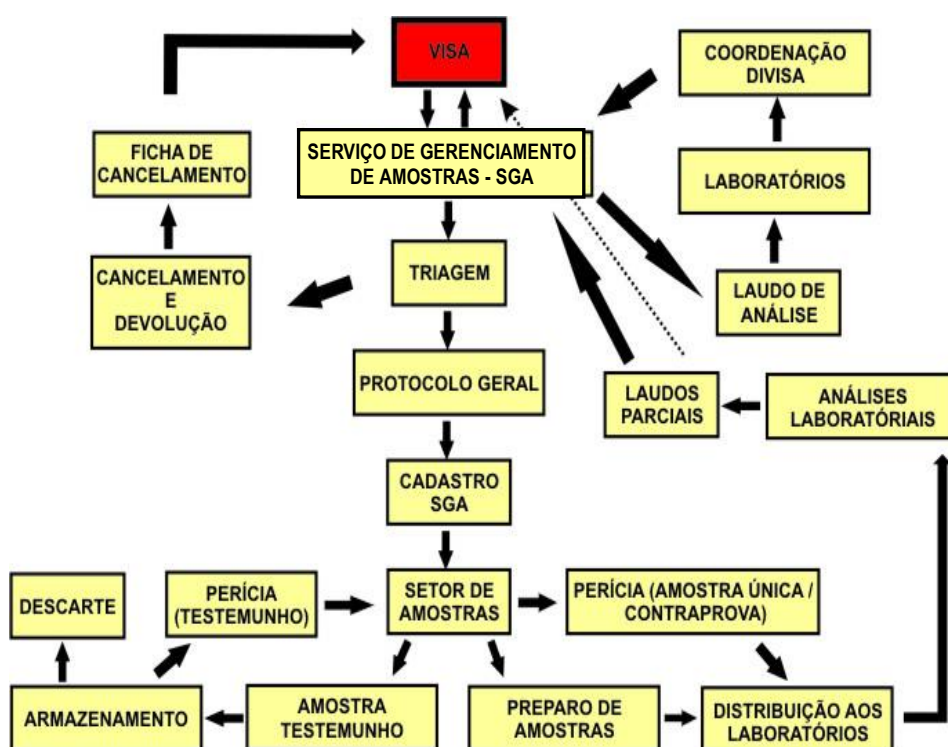 VISA
COORDENAÇÃO
DIVISA
FICHA DE
CANCELAMENTO
SERVIÇO DE GERENCIAMENTO
DE AMOSTRAS - SGA
LABORATÓRIOS
CANCELAMENTO
E
DEVOLUÇÃO
TRIAGEM
LAUDO DE
ANÁLISE
PROTOCOLO GERAL
LAUDOS
PARCIAIS
ANÁLISES
LABORATÓRIAIS
CADASTRO
SGA
DESCARTE
PERÍCIA
(TESTEMUNHO)
SETOR DE
AMOSTRAS
PERÍCIA (AMOSTRA ÚNICA /
CONTRAPROVA)
ARMAZENAMENTO
AMOSTRA
TESTEMUNHO
PREPARO DE
AMOSTRAS
DISTRIBUIÇÃO AOS
LABORATÓRIOS